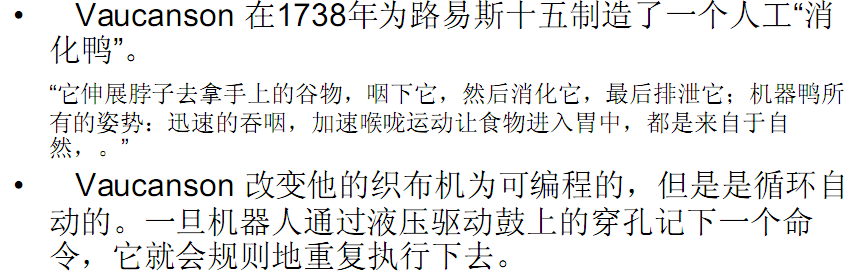 • Vaucanson 在1738年为路易斯十五制造了一个人工“消
化鸭”。
“它伸展脖子去拿手上的谷物，咽下它，然后消化它，最后排泄它；机器鸭所
有的姿势：迅速的吞咽，加速喉咙运动让食物进入胃中，都是来自于自
然，。”
• Vaucanson 改变他的织布机为可编程的，但是是循环自
动的。一旦机器人通过液压驱动鼓上的穿孔记下一个命
令，它就会规则地重复执行下去。